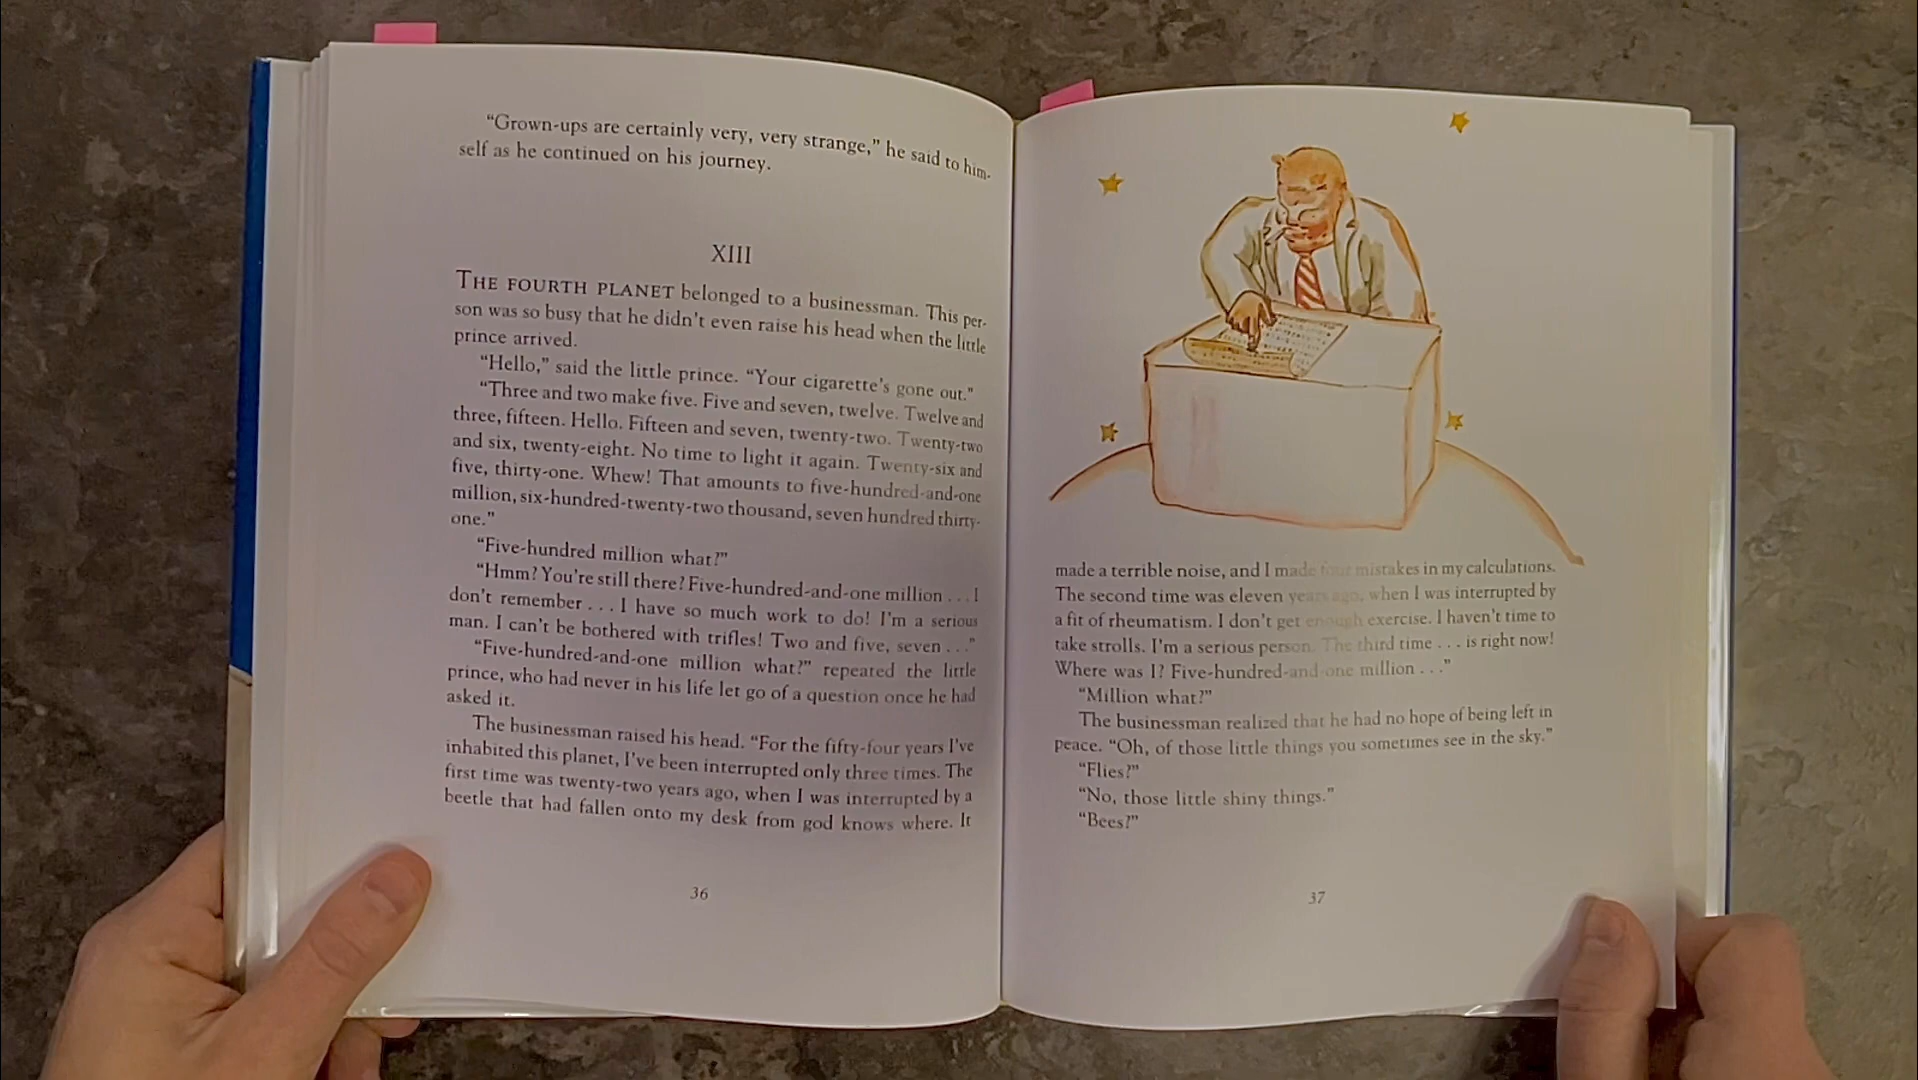 “Grown-ups are certainly very, very strange,” he said to him-
self as he continued on his journey.
XIII
THE FOURTH PLANET belonged to a businessman. This per-
son was so busy that he didn’t even raise his head when the little
prince arrived.
“Hello,” said the little prince. “Your cigarette’s gone out.”
“Three and two make five. Five and seven, twelve. Twelve and
three, fifteen. Hello. Fifteen and seven, twenty-two. Twenty-two
and six, twenty-eight. No time to light it again. Twenty-six and
five, thirty-one. Whew! That amounts to five-hundred-and-one
million, six-hundred-twenty-two thousand, seven hundred thirty-
one.”
“Five-hundred million what?”
“Hmm? You’re still there? Five-hundred-and-one million . . . I
don’t remember . . . I have so much work to do! I’m a serious
man. I can’t be bothered with trifles! Two and five, seven . . .”
“Five-hundred-and-one million what?” repeated the little
prince, who had never in his life let go of a question once he had
asked it.
The businessman raised his head. “For the fifty-four years I’ve
inhabited this planet, I’ve been interrupted only three times. The
first time was twenty-two years ago, when I was interrupted by a
beetle that had fallen onto my desk from god knows where. It
36
made a terrible noise, and I made four mistakes in my calculations.
The second time was eleven years ago, when I was interrupted by
a fit of rheumatism. I don’t get enough exercise. I haven’t time to
take strolls. I’m a serious person. The third time . . . is right now!
Where was I? Five-hundred-and-one million . . .”
“Million what?”
The businessman realized that he had no hope of being left in
peace. “Oh, of those little things you sometimes see in the sky.”
“Flies?”
“No, those little shiny things.”
“Bees?”
37